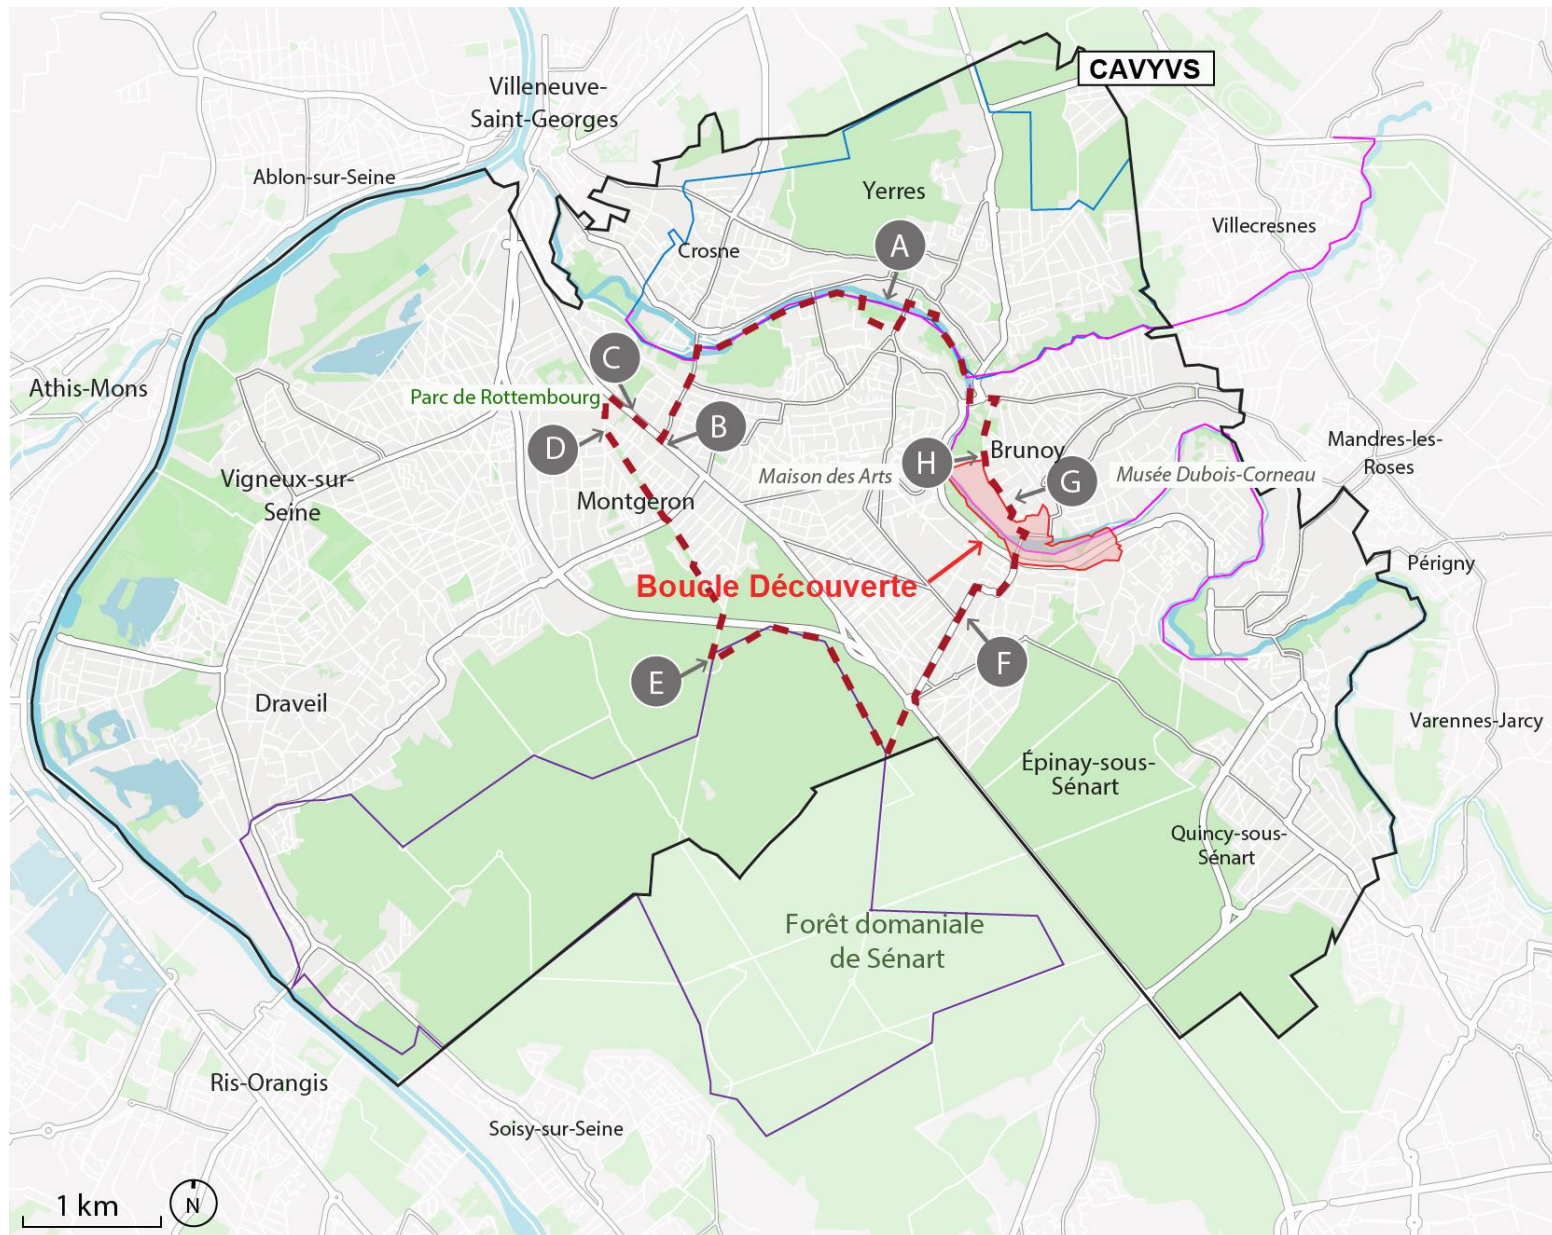 CAVYVS
Villeneuve-
Saint-Georges
Ablon-sur-Seine
Yerres
Villecresnes
A
Crosne
C
Athis-Mons
Parc de Rottembourg
B
D
Mandres-les-
Roses
H
Brunoy
Maison des Arts
G
Musée Dubois-Corneau
Vigneux-sur-
Seine
Montgeron
Périgny
Boucle Découverte
F
E
Draveil
Varennes-Jarcy
Épinay-sous-
Sénart
Quincy-sous-
Sénart
Forêt domaniale
de Sénart
Ris-Orangis
Soisy-sur-Seine
1 km
N